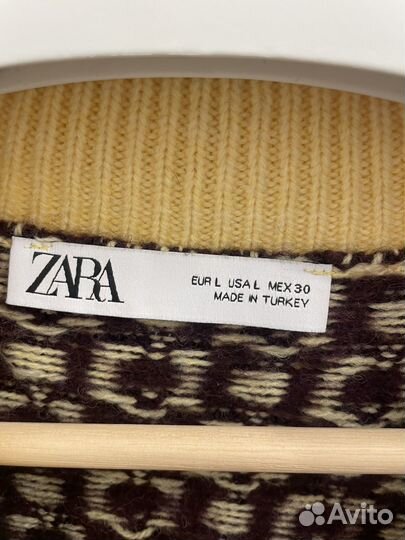 ZARA
EUR L USA L MEX 30
MADE IN TURKEY
Avito